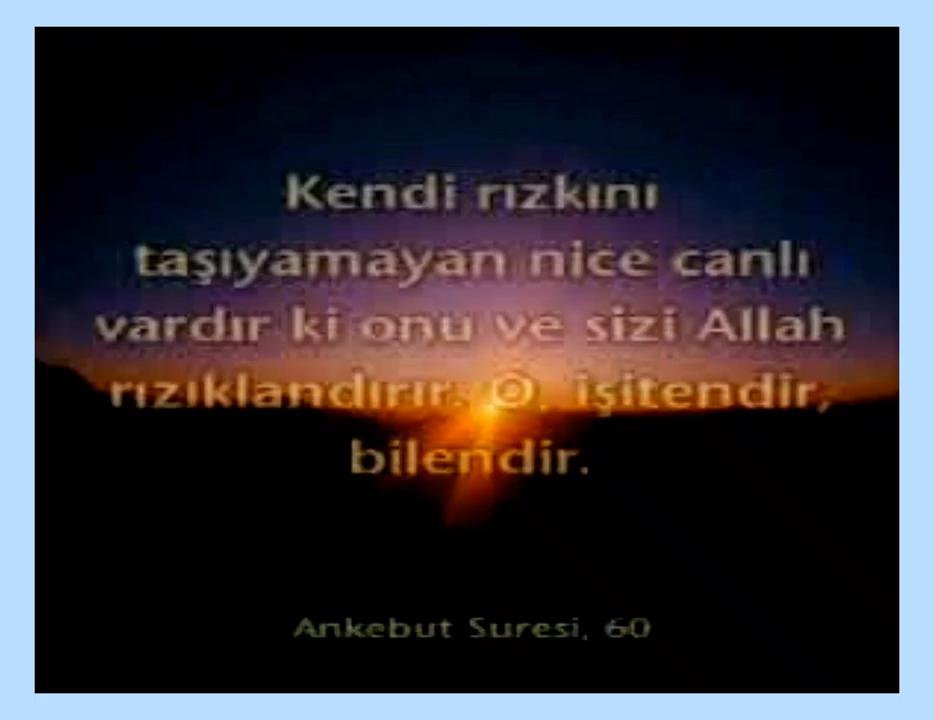 Kendi rızkını
taşıyamayan nice canlı
vardır ki onu ve sizi Allah
rızıklandırır. O, işitendir,
bilendir.
Ankebut Suresi, 60